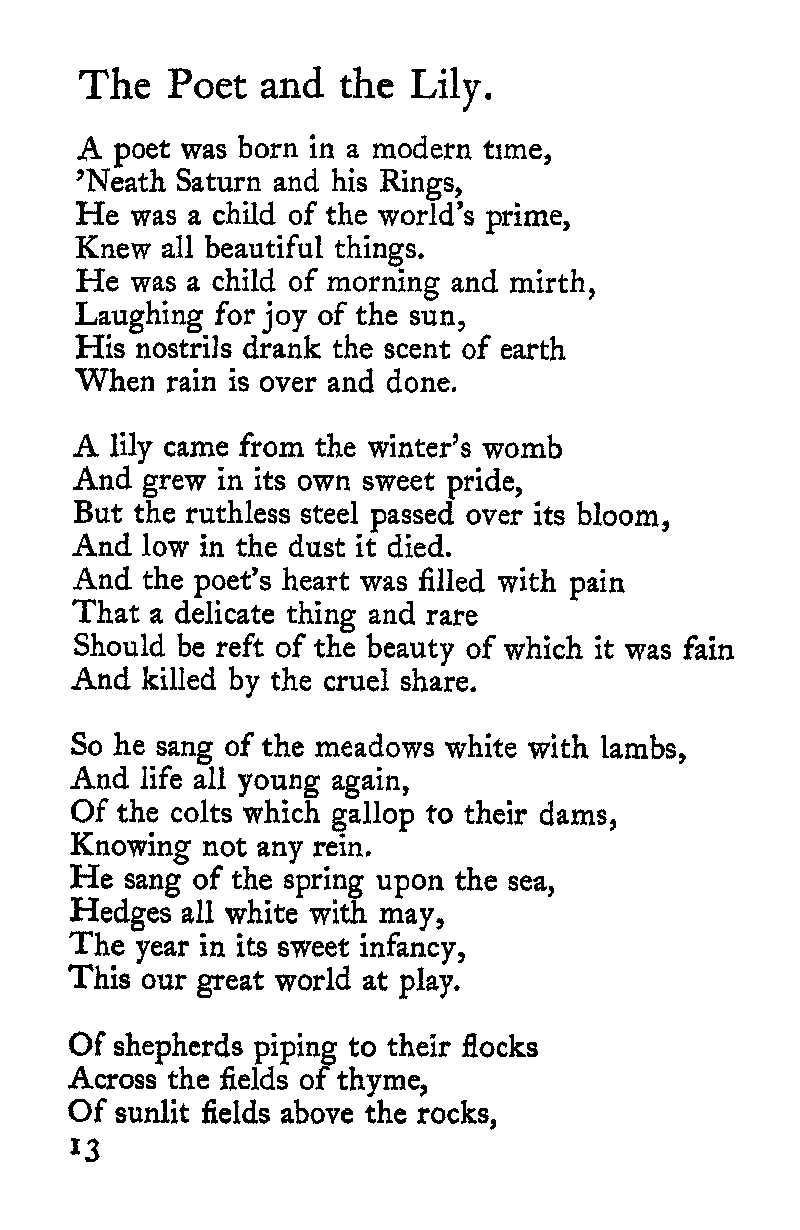 The Poet and the Lily.
A poet was born in a modern time,
’Neath Saturn and his Rings,
He was a child of the world’s prime,
Knew all beautiful things.
He was a child of morning and mirth,
Laughing for joy of the sun,
His nostrils drank the scent of earth
When rain is over and done.
A lily came from the winter’s womb
And grew in its own sweet pride,
But the ruthless steel passed over its bloom,
And low in the dust it died.
And the poet’s heart was filled with pain
That a delicate thing and rare
Should be reft of the beauty of which it was fain
And killed by the cruel share.
So he sang of the meadows white with lambs,
And life all young again,
Of the colts which gallop to their dams,
Knowing not any rein.
He sang of the spring upon the sea,
Hedges all white with may,
The year in its sweet infancy,
This our great world at play.
Of shepherds piping to their flocks
Across the fields of thyme,
Of sunlit fields above the rocks,
13